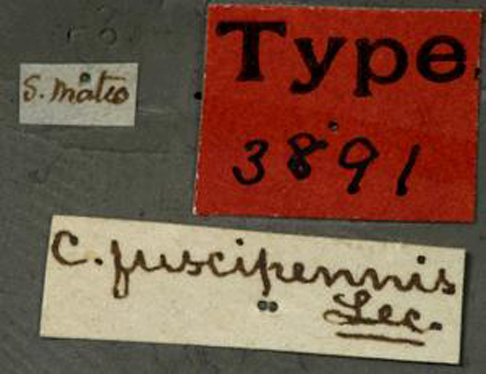 S. Mateo
Type
3891
C. fuscipennis
Lec.